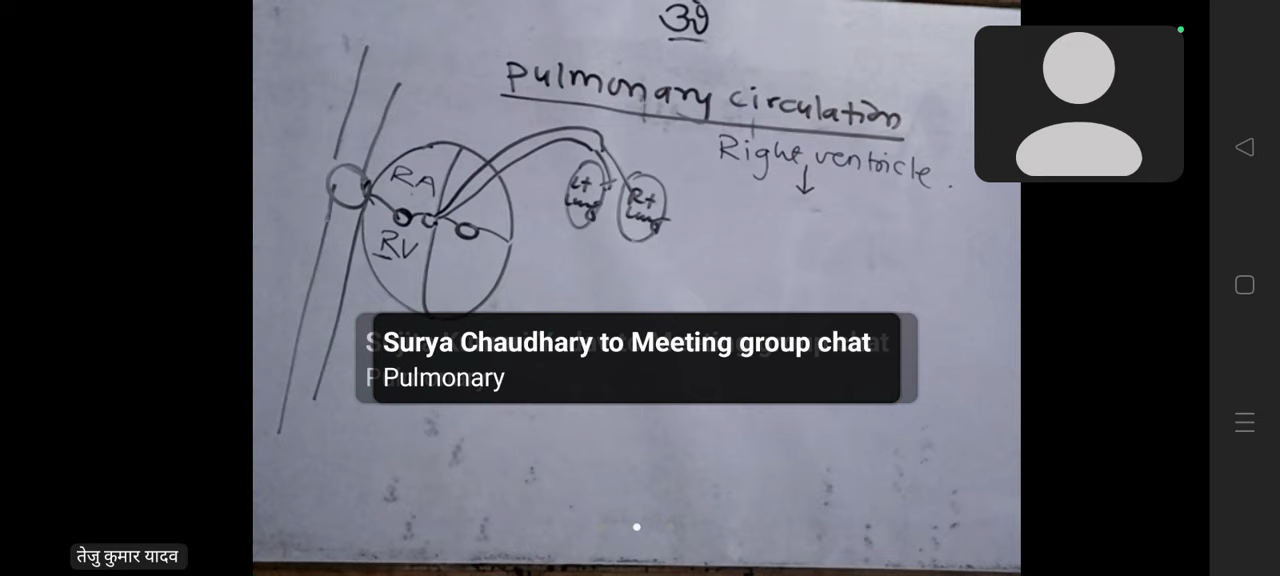 ॐ
Pulmonary circulation
Right ventricle.
RA
RV
Lt
Lung
Rt
Lung
Surya Chaudhary to Meeting group chat
Pulmonary
तेजु कुमार यादव